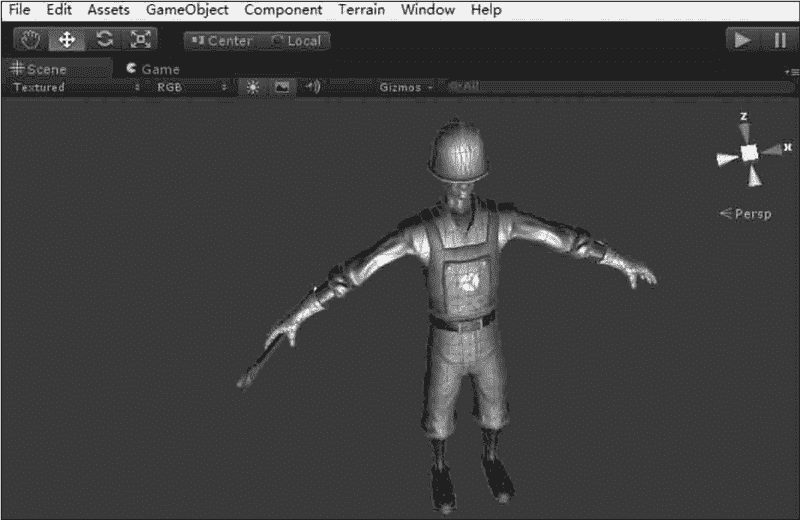 File Edit Assets GameObject Component Terrain Window Help
Center Local
Scene Game
Textured RGB Gizmos All
z
x
Persp